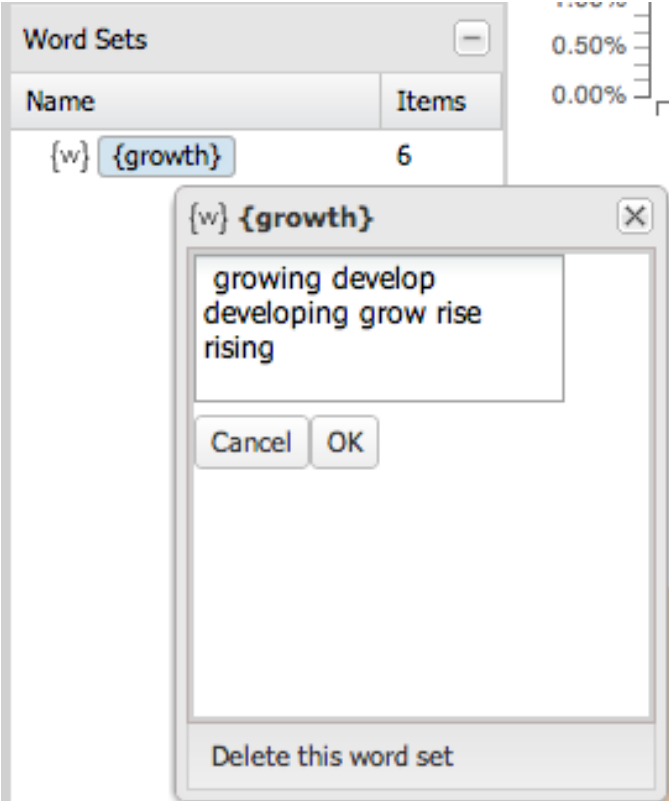 Word Sets
0.50%
Name Items
0.00%
{w} {growth} 6
{w} {growth}
growing develop
developing grow rise
rising
Cancel OK
Delete this word set